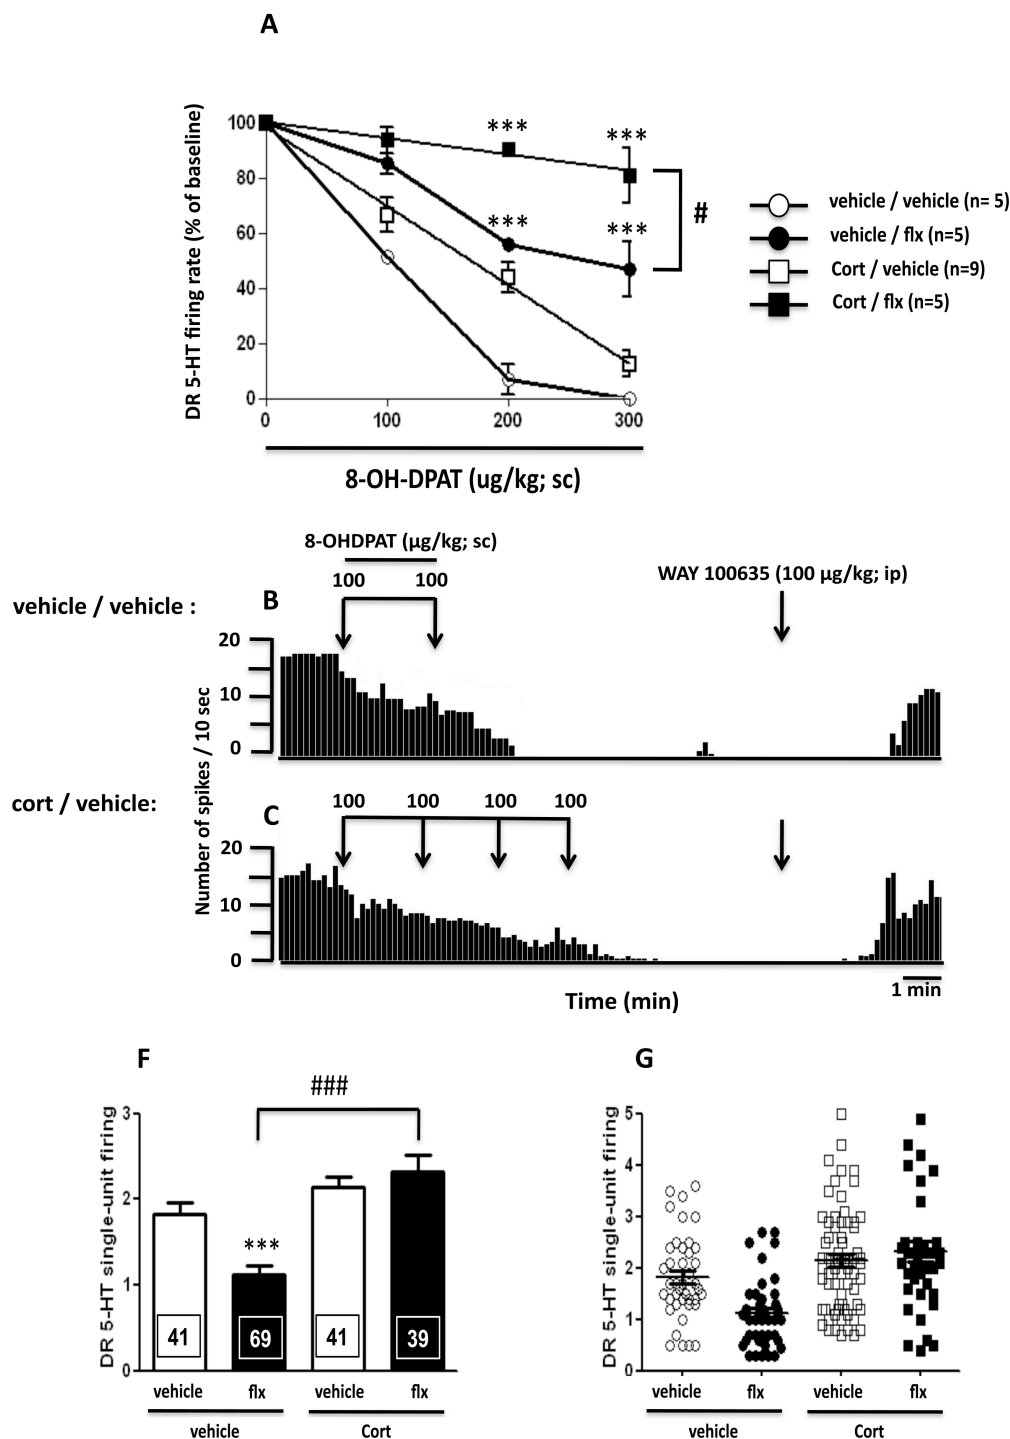 A
DR 5-HT firing rate (% of baseline)
100
80
60
40
20
0
***
***
***
***
#
0 100 200 300
8-OH-DPAT (ug/kg; sc)
vehicle / vehicle (n= 5)
vehicle / flx (n=5)
Cort / vehicle (n=9)
Cort / flx (n=5)
8-OHDPAT (µg/kg; sc)
100 100
WAY 100635 (100 µg/kg; ip)
vehicle / vehicle :
B
20
10
0
Number of spikes / 10 sec
cort / vehicle:
C
100 100 100 100
20
10
0
1 min
Time (min)
F
###
DR 5-HT single-unit firing
3
2
1
0
***
41 69 41 39
vehicle flx vehicle flx
vehicle Cort
G
DR 5-HT single-unit firing
5
4
3
2
1
0
vehicle flx vehicle flx
vehicle Cort